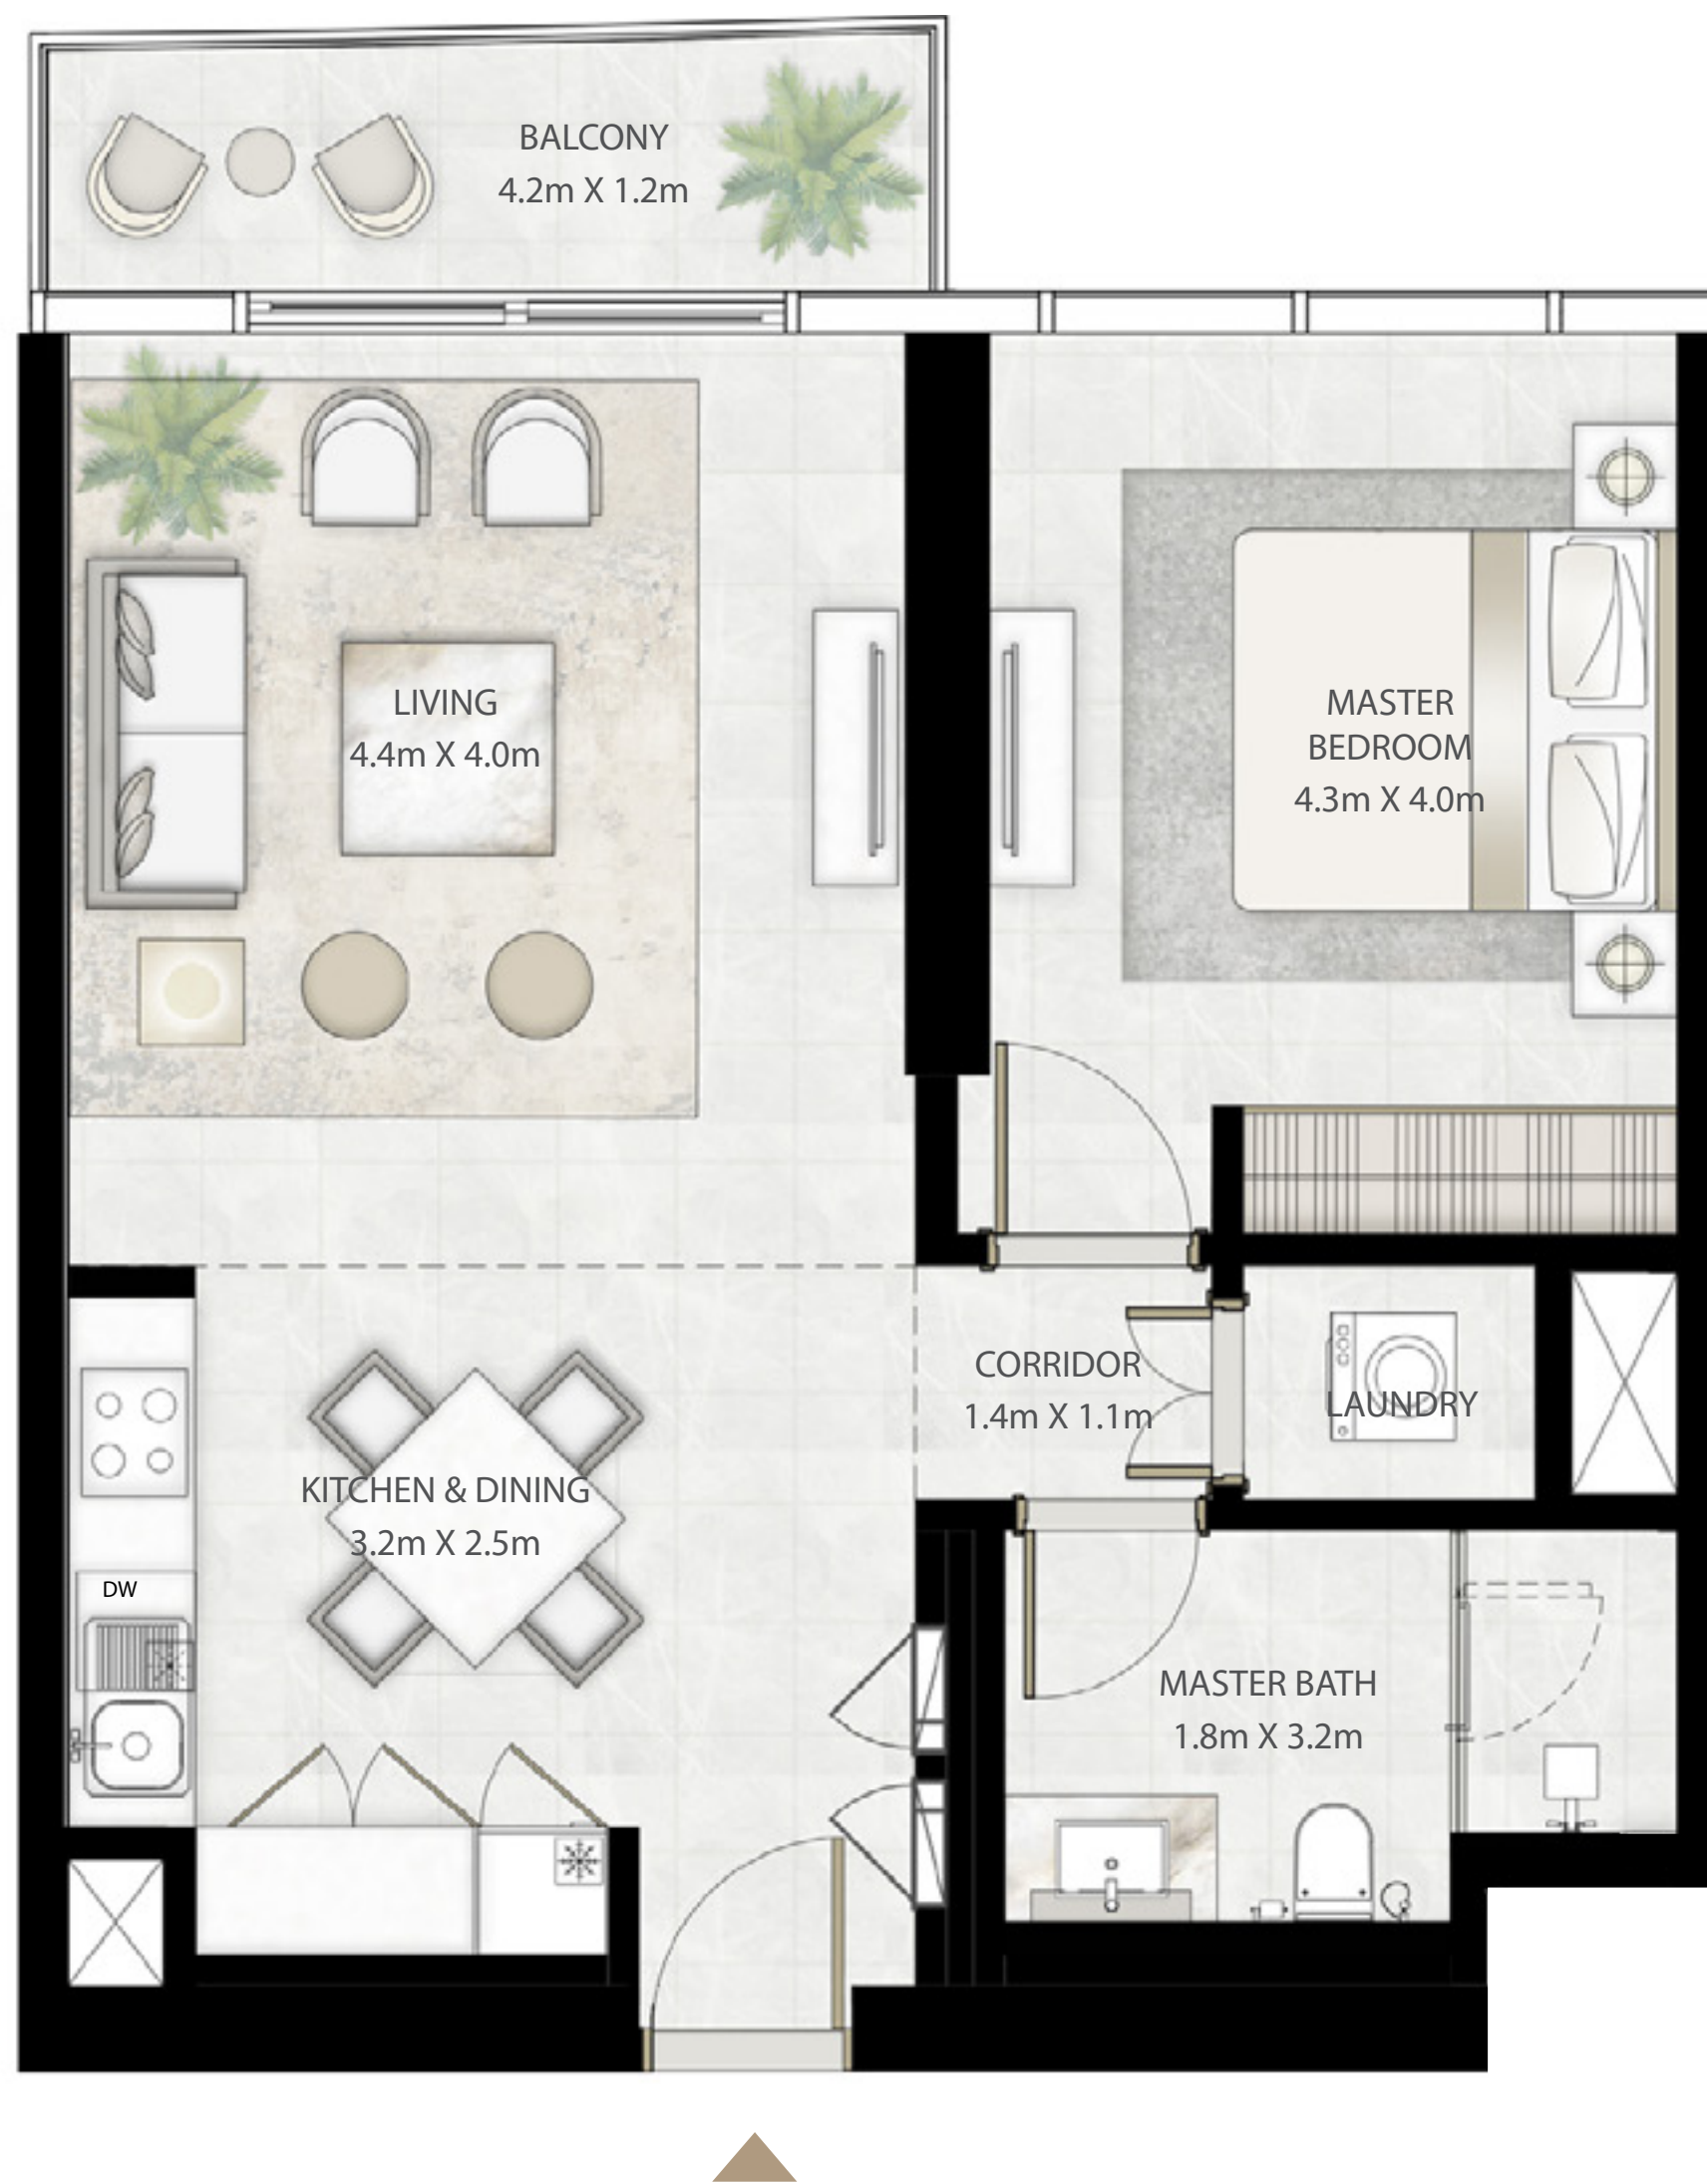 BALCONY
4.2m X 1.2m
LIVING
4.4m X 4.0m
MASTER
BEDROOM
4.3m X 4.0m
CORRIDOR
1.4m X 1.1m
LAUNDRY
KITCHEN & DINING
3.2m X 2.5m
DW
MASTER BATH
1.8m X 3.2m